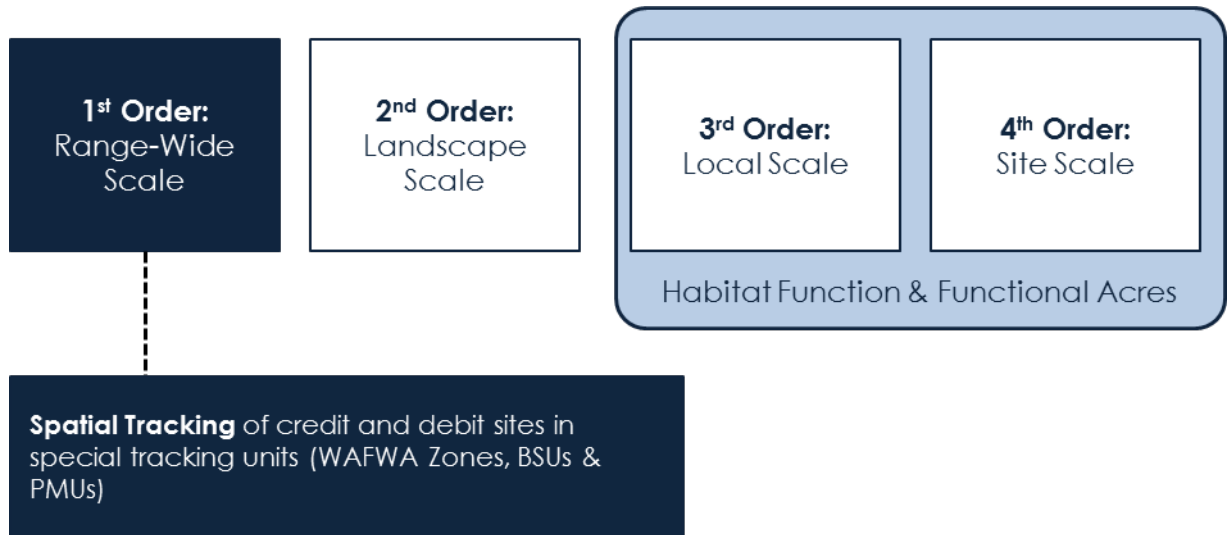 1st Order:
Range-Wide
Scale
2nd Order:
Landscape
Scale
3rd Order:
Local Scale
4th Order:
Site Scale
Habitat Function & Functional Acres
Spatial Tracking of credit and debit sites in
special tracking units (WAFWA Zones, BSUs &
PMUs)